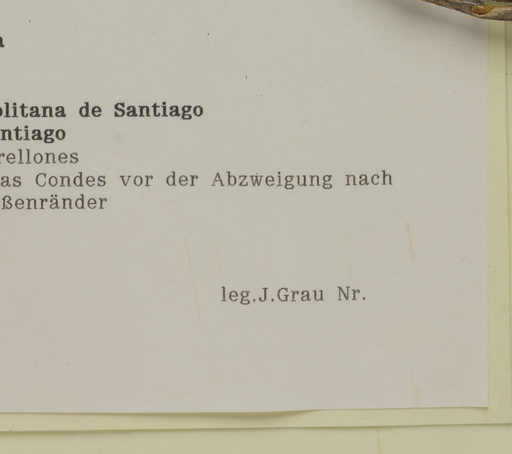 a
olitana de Santiago
ntiago
rellones
as Condes vor der Abzweigung nach
ßenränder
leg.J.Grau Nr.